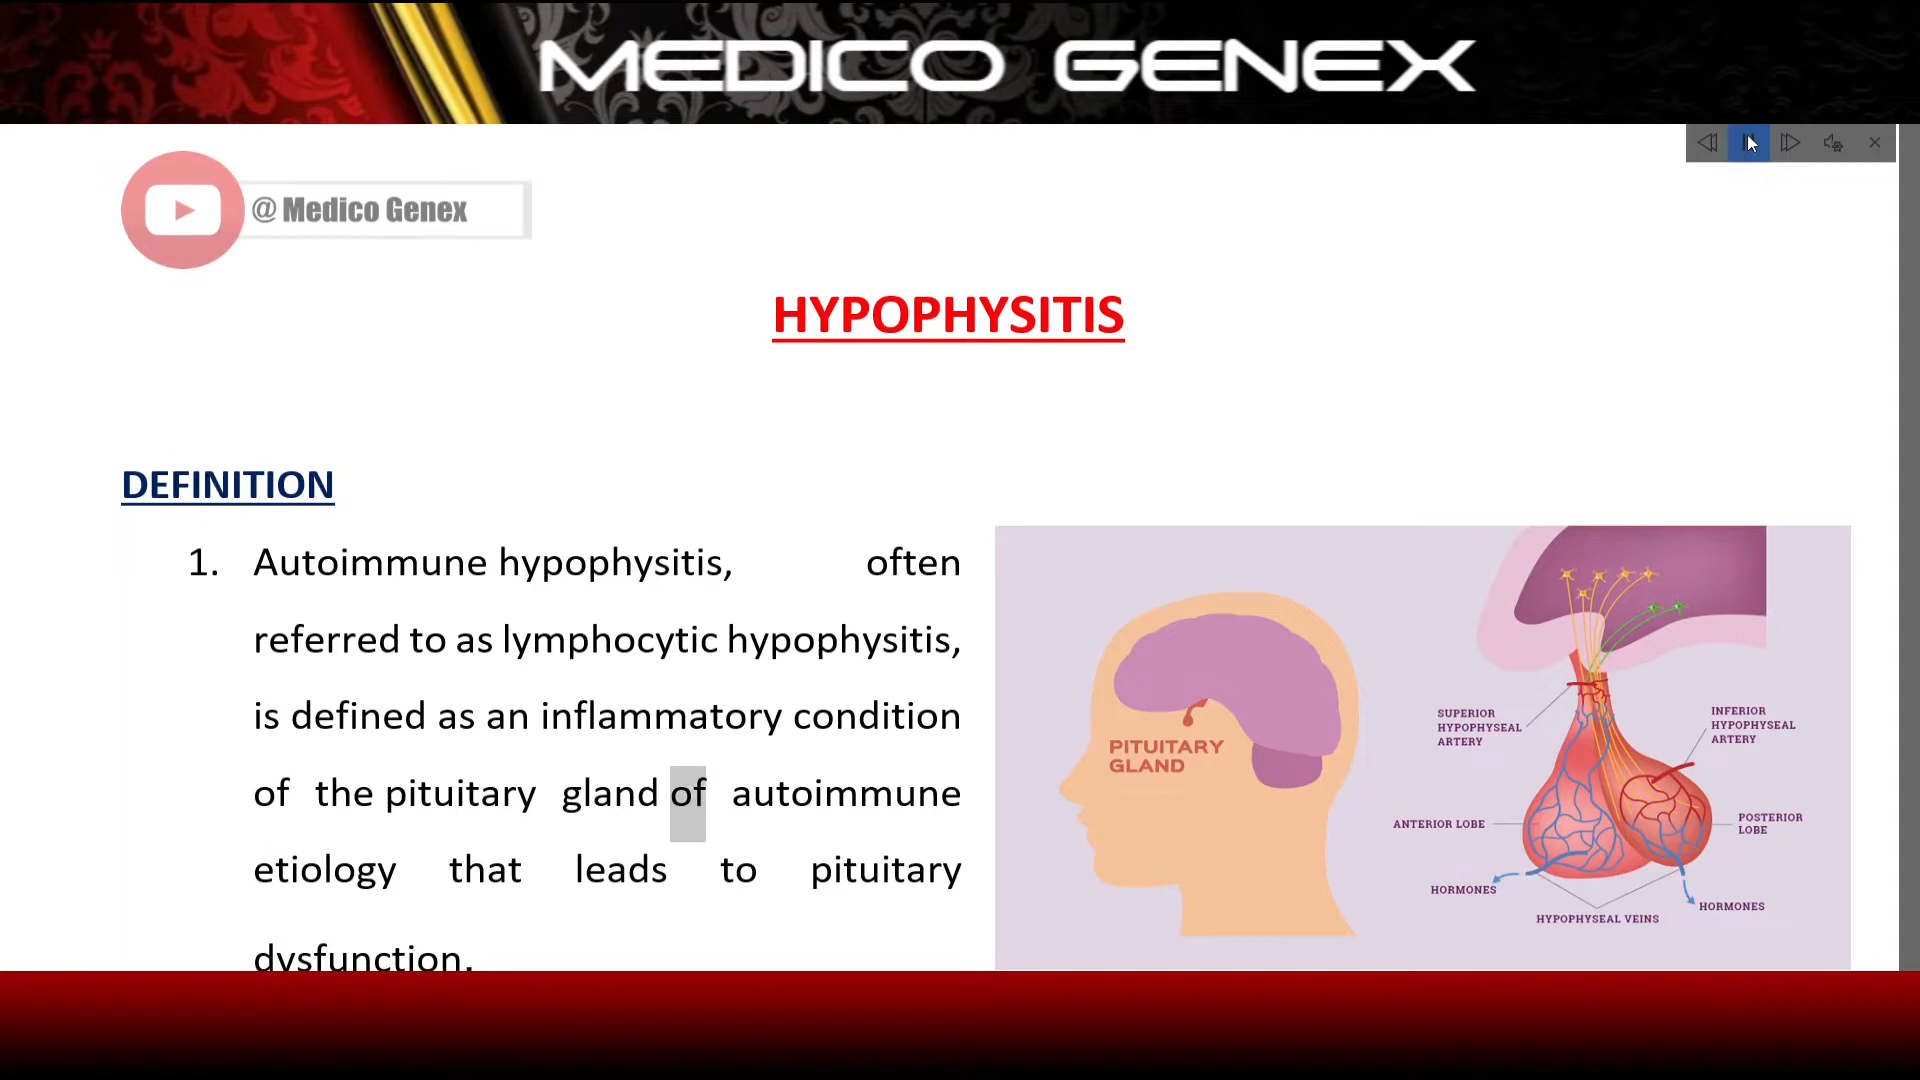 MEDICO GENEX
@ Medico Genex
HYPOPHYSITIS
DEFINITION
1. Autoimmune hypophysitis, often
referred to as lymphocytic hypophysitis,
is defined as an inflammatory condition
of the pituitary gland of autoimmune
etiology that leads to pituitary
dysfunction.
PITUITARY
GLAND
SUPERIOR
HYPOPHYSEAL
ARTERY
INFERIOR
HYPOPHYSEAL
ARTERY
ANTERIOR LOBE
POSTERIOR
LOBE
HORMONES
HORMONES
HYPOPHYSEAL VEINS